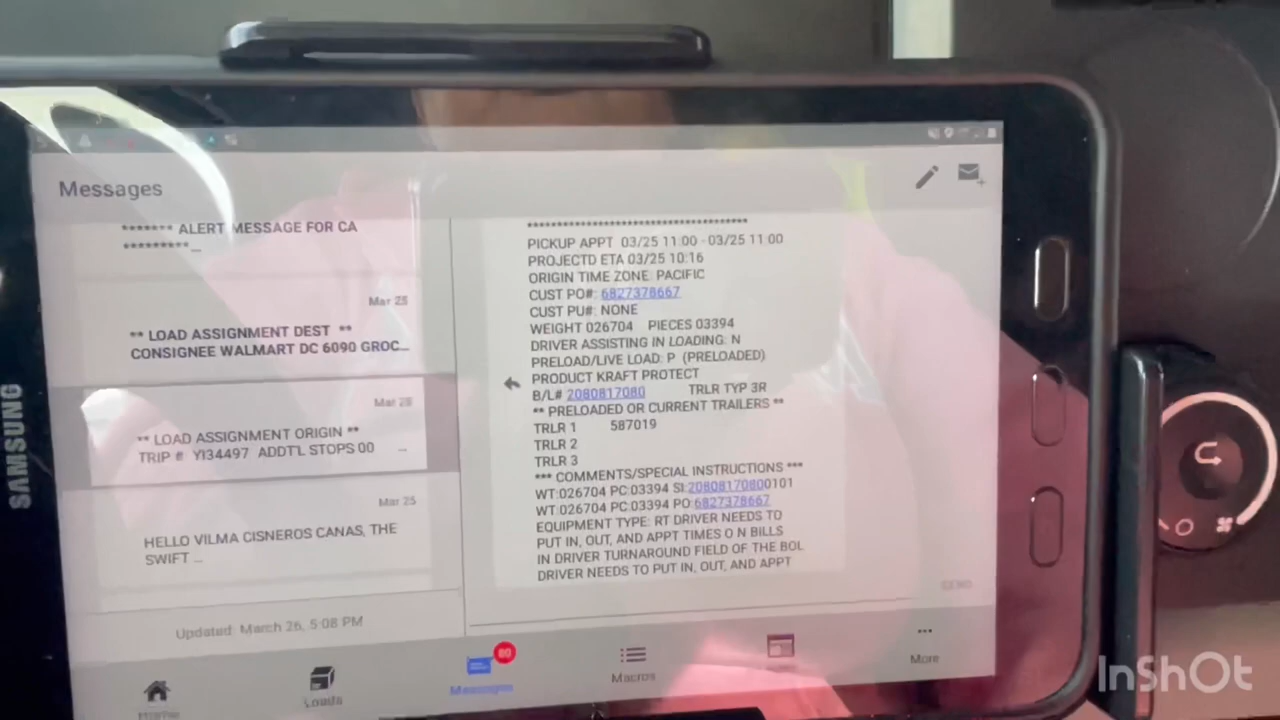 SAMSUNG
Messages
******* ALERT MESSAGE FOR CA
*********...
Mar 25
** LOAD ASSIGNMENT DEST **
CONSIGNEE WALMART DC 6090 GROC...
** LOAD ASSIGNMENT ORIGIN **
TRIP # YI34497 ADDTL STOPS 00 ...
Mar 25
HELLO VILMA CISNEROS CANAS, THE
SWIFT ...
Updated: March 26, 5:08 PM
PICKUP APPT 03/25 11:00 - 03/25 11:00
PROJECTD ETA 03/25 10:16
ORIGIN TIME ZONE: PACIFIC
CUST PO#: 6827378667
CUST PU#: NONE
WEIGHT 026704 PIECES 03394
DRIVER ASSISTING IN LOADING: N
PRELOAD/LIVE LOAD: P (PRELOADED)
PRODUCT KRAFT PROTECT
B/L# 2080817080 TRLR TYP 3R
** PRELOADED OR CURRENT TRAILERS **
TRLR 1 587019
TRLR 2
TRLR 3
*** COMMENTS/SPECIAL INSTRUCTIONS ***
WT:026704 PC:03394 SI:20808170800101
WT:026704 PC:03394 PO:6827378667
EQUIPMENT TYPE: RT DRIVER NEEDS TO
PUT IN, OUT, AND APPT TIMES O N BILLS
IN DRIVER TURNAROUND FIELD OF THE BOL
DRIVER NEEDS TO PUT IN, OUT, AND APPT
SEND
Home
Loads
80
Messages
Macros
More
InShOt